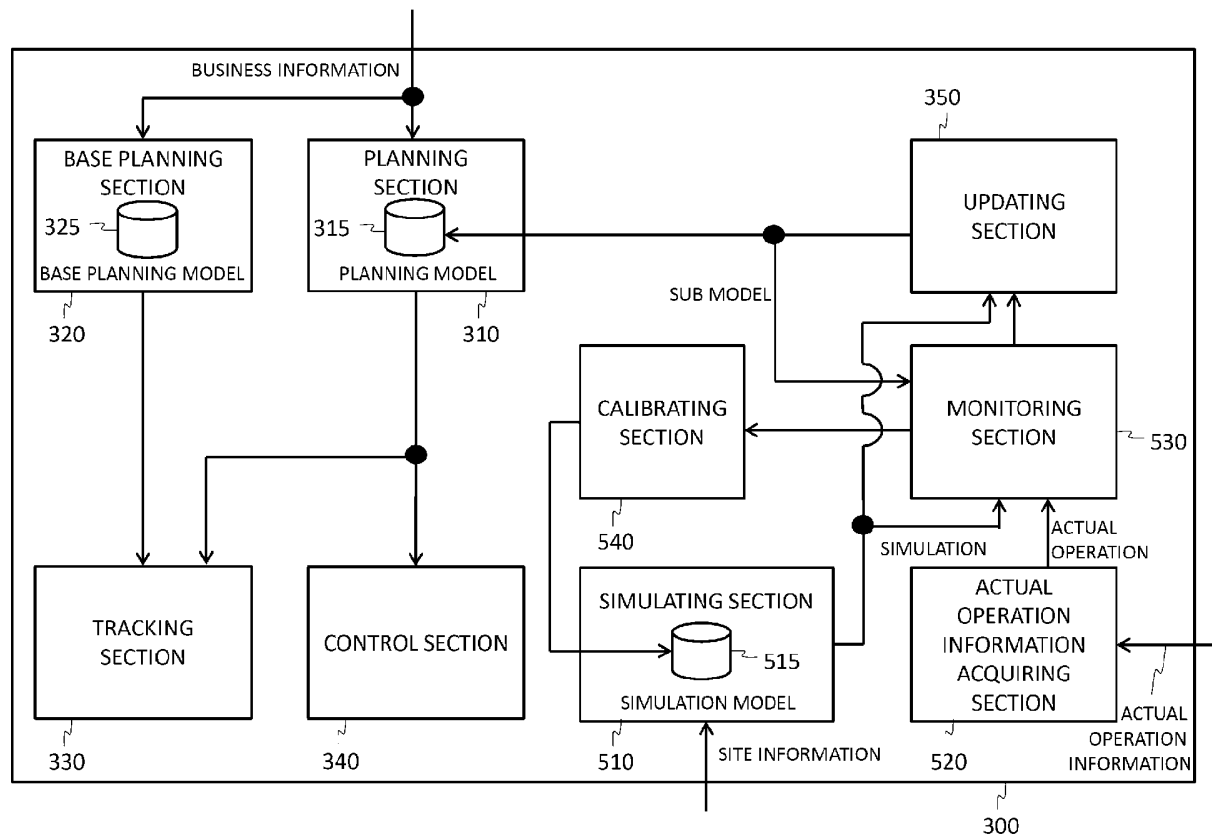 BUSINESS INFORMATION
350
BASE PLANNING
SECTION
325
BASE PLANNING MODEL
320
PLANNING
SECTION
315
PLANNING MODEL
310
UPDATING
SECTION
SUB MODEL
CALIBRATING
SECTION
540
MONITORING
SECTION
530
SIMULATION
ACTUAL
OPERATION
TRACKING
SECTION
330
CONTROL SECTION
340
SIMULATING SECTION
515
SIMULATION MODEL
510
SITE INFORMATION
ACTUAL
OPERATION
INFORMATION
ACQUIRING
SECTION
520
ACTUAL
OPERATION
INFORMATION
300